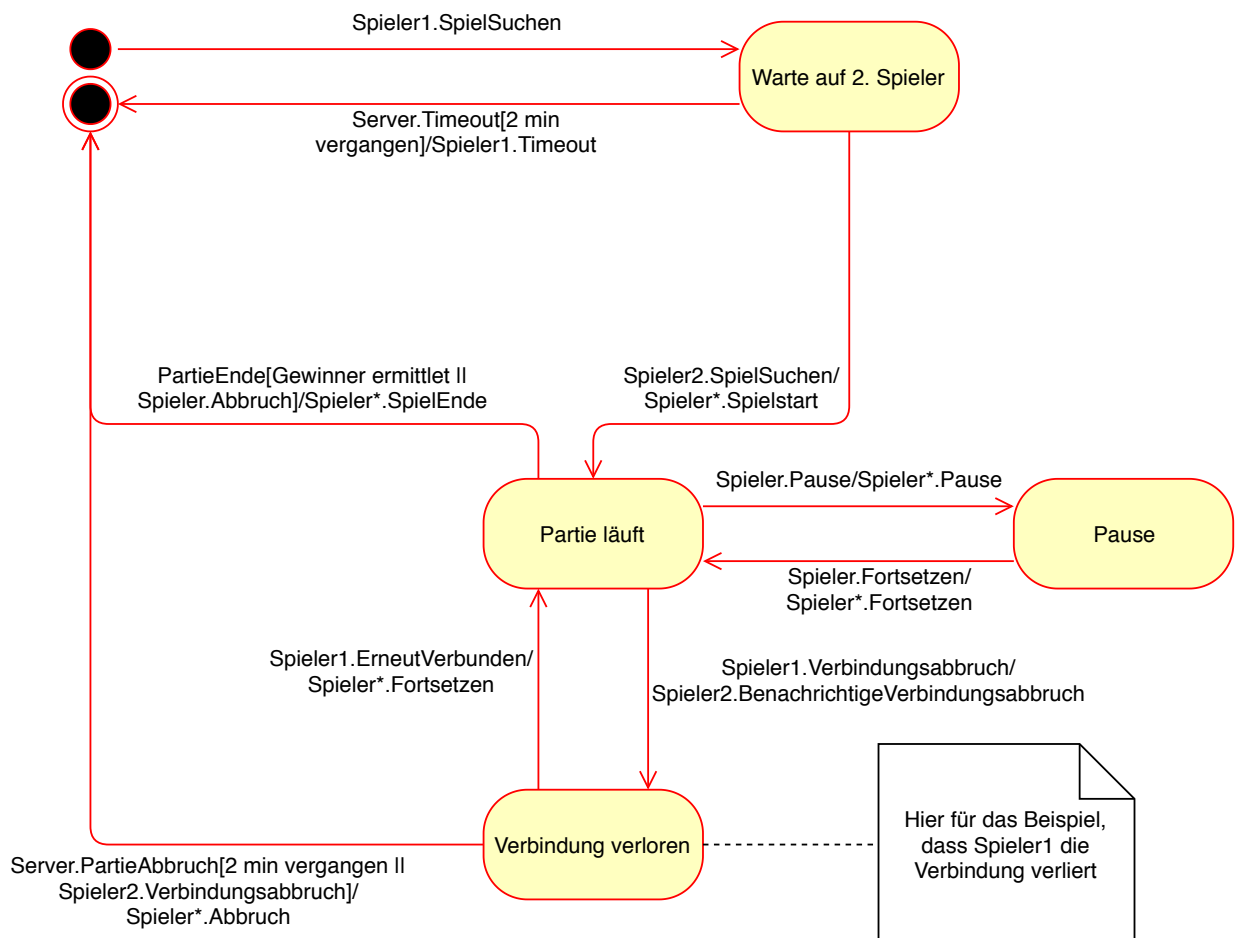 Spieler1.SpielSuchen
Warte auf 2. Spieler
Server.Timeout[2 min
vergangen]/Spieler1.Timeout
PartieEnde[Gewinner ermittlet ||
Spieler.Abbruch]/Spieler*.SpielEnde
Spieler2.SpielSuchen/
Spieler*.Spielstart
Spieler.Pause/Spieler*.Pause
Partie läuft
Pause
Spieler.Fortsetzen/
Spieler*.Fortsetzen
Spieler1.ErneutVerbunden/
Spieler*.Fortsetzen
Spieler1.Verbindungsabbruch/
Spieler2.BenachrichtigeVerbindungsabbruch
Verbindung verloren
Hier für das Beispiel,
dass Spieler1 die
Verbindung verliert
Server.PartieAbbruch[2 min vergangen ||
Spieler2.Verbindungsabbruch]/
Spieler*.Abbruch